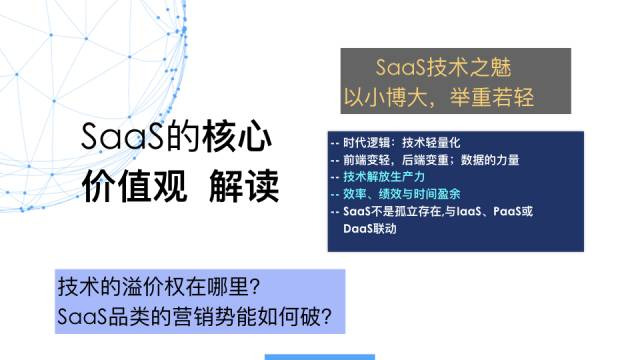 SaaS技术之魅
以小博大，举重若轻
SaaS的核心
价值观 解读
-- 时代逻辑：技术轻量化
-- 前端变轻，后端变重；数据的力量
-- 技术解放生产力
-- 效率、绩效与时间盈余
-- SaaS不是孤立存在,与IaaS、PaaS或
DaaS联动
技术的溢价权在哪里？
SaaS品类的营销势能如何破？